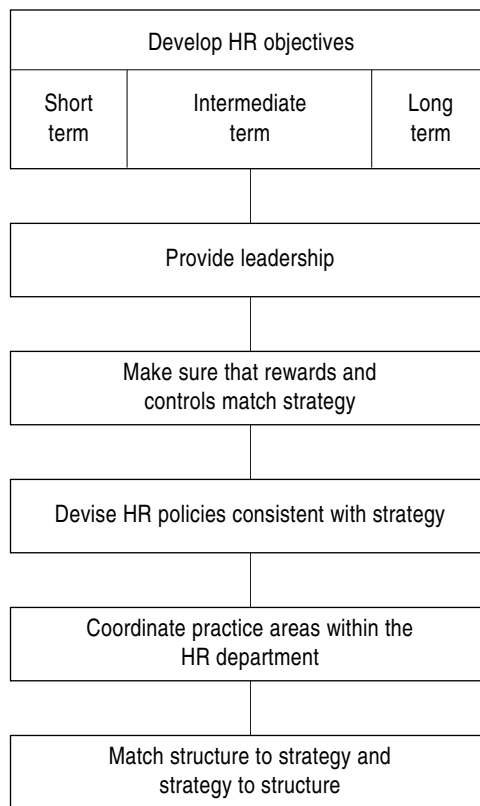 Develop HR objectives
Short
term
Intermediate
term
Long
term
Provide leadership
Make sure that rewards and
controls match strategy
Devise HR policies consistent with strategy
Coordinate practice areas within the
HR department
Match structure to strategy and
strategy to structure